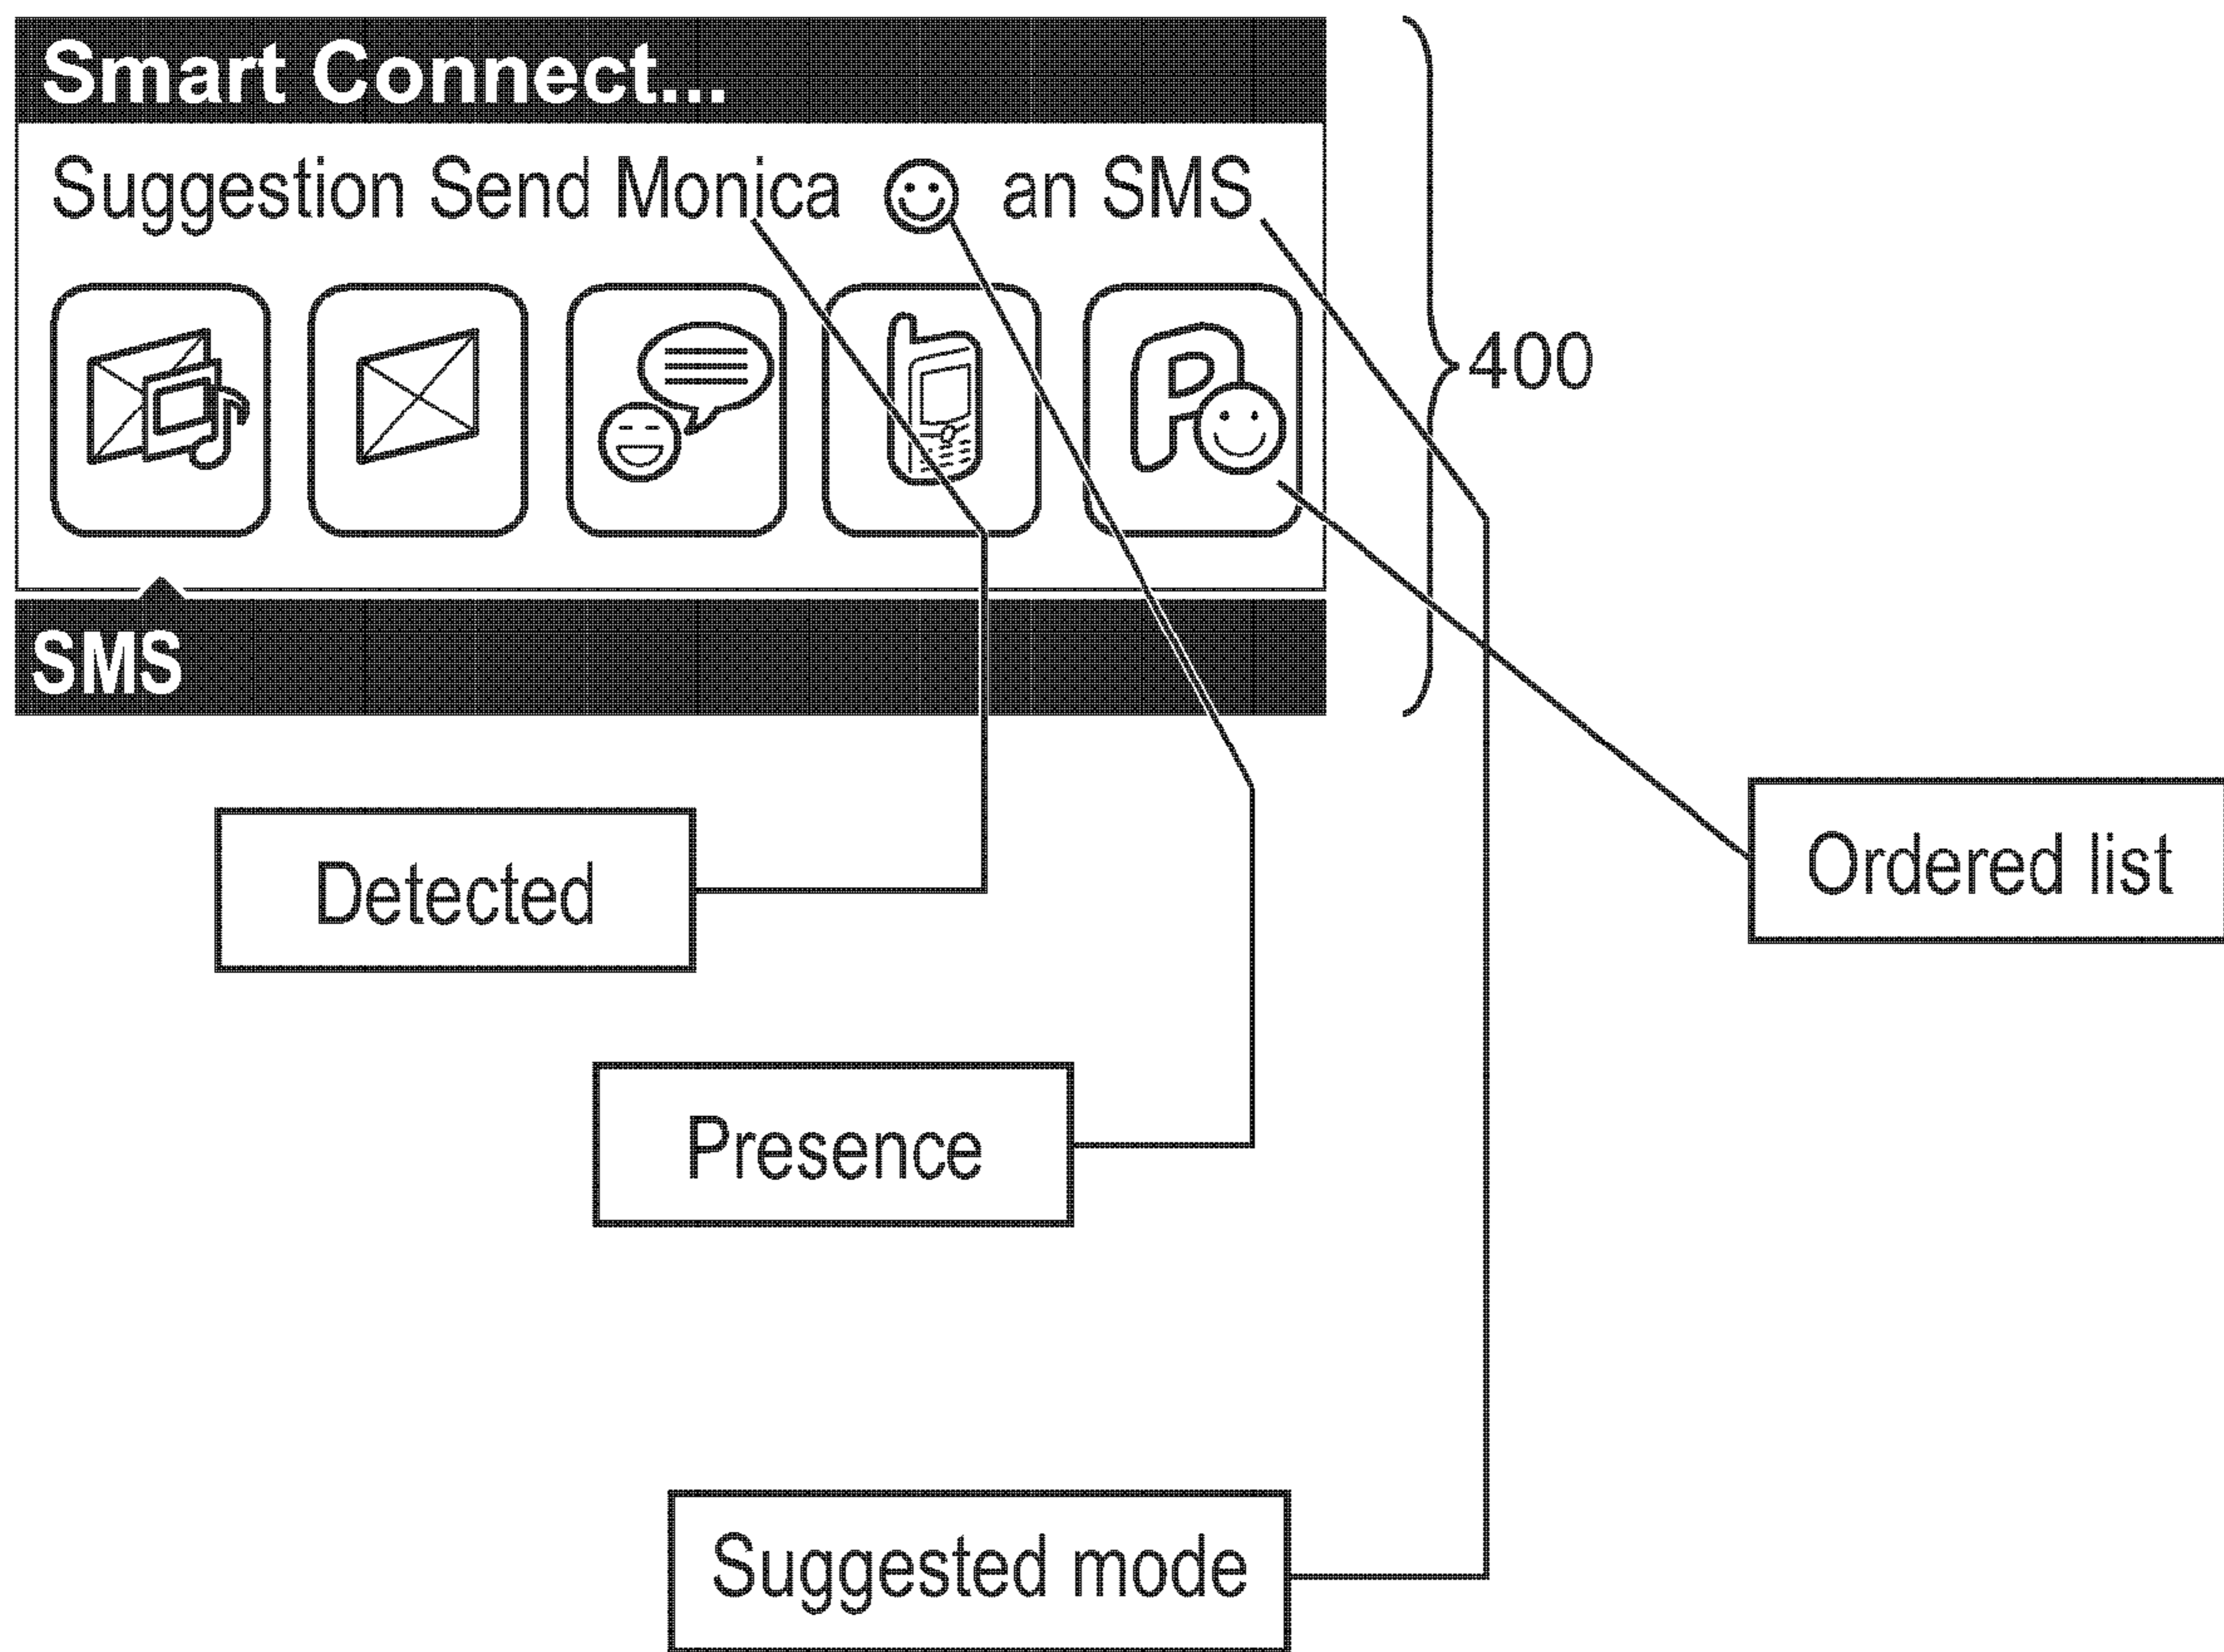 Smart Connect...
Suggestion Send Monica an SMS
P
400
SMS
Detected
Ordered list
Presence
Suggested mode